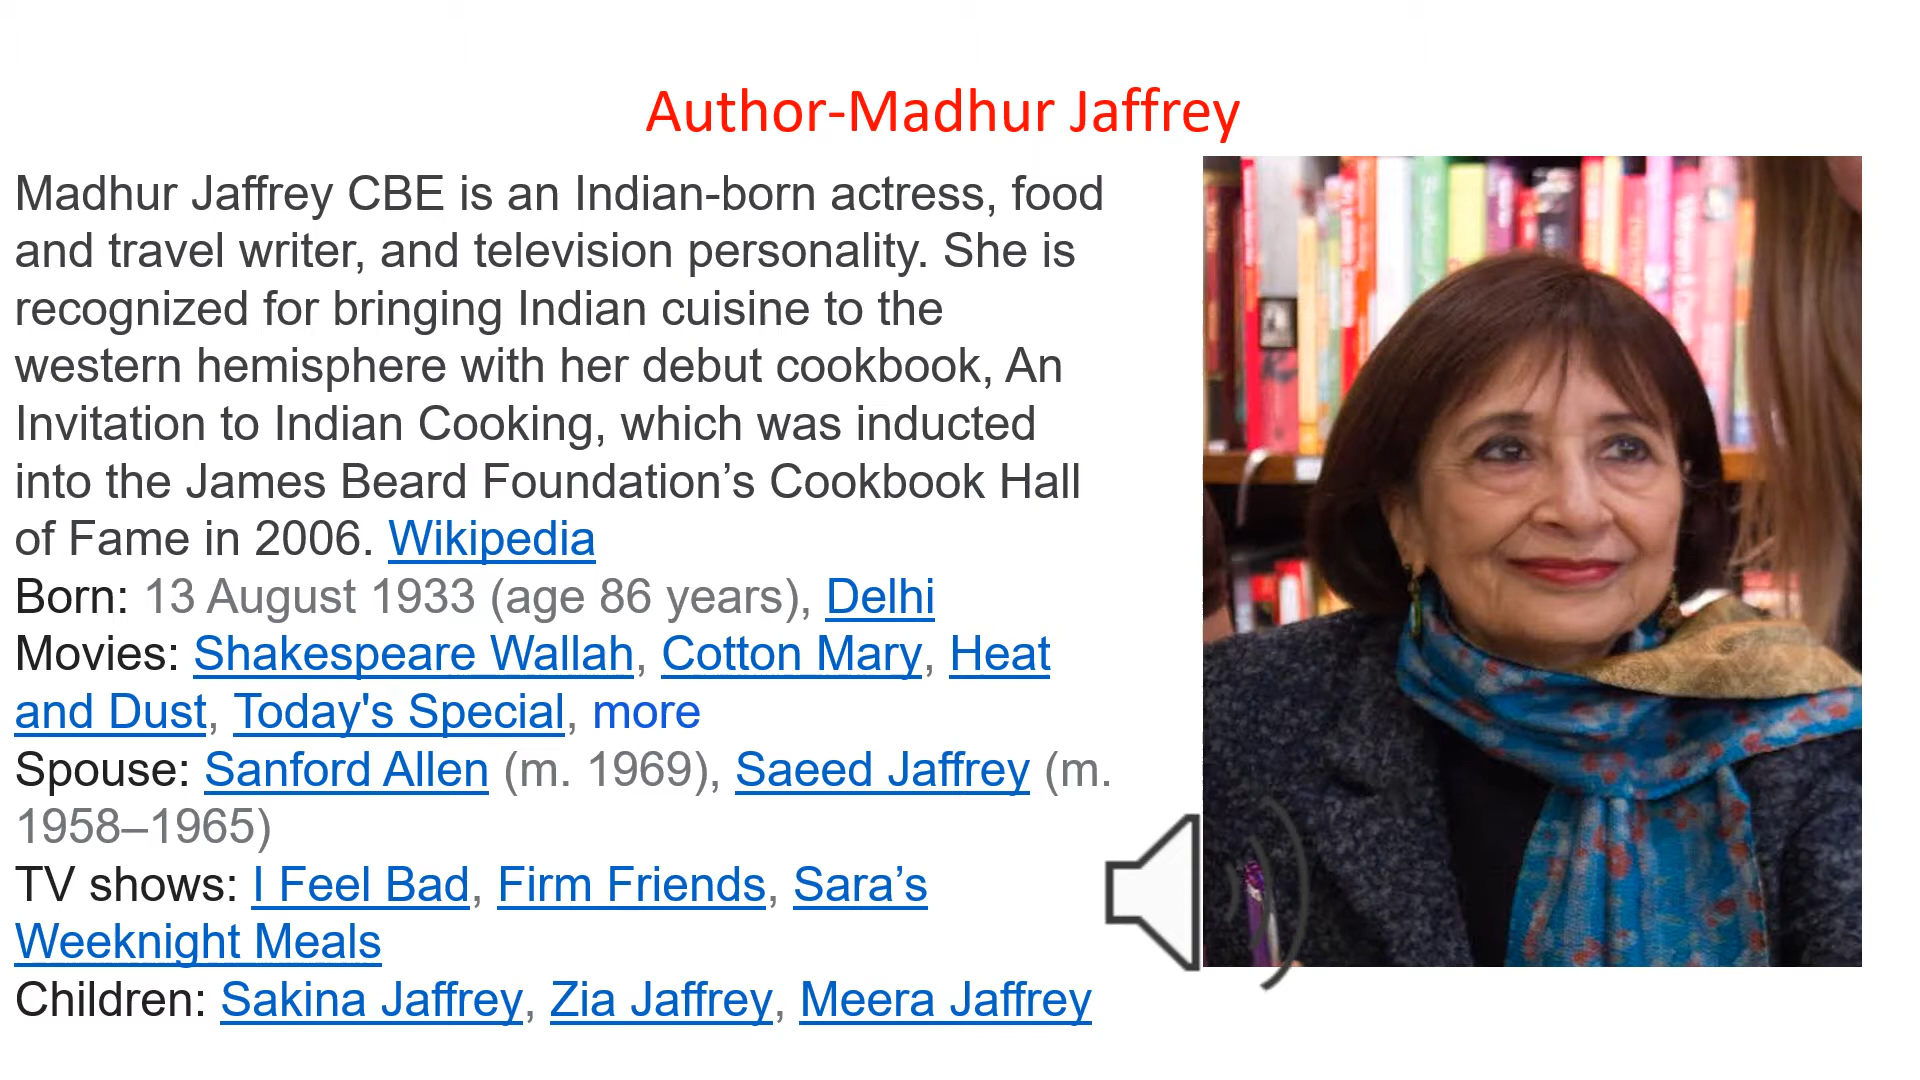 Author-Madhur Jaffrey
Madhur Jaffrey CBE is an Indian-born actress, food
and travel writer, and television personality. She is
recognized for bringing Indian cuisine to the
western hemisphere with her debut cookbook, An
Invitation to Indian Cooking, which was inducted
into the James Beard Foundation’s Cookbook Hall
of Fame in 2006. Wikipedia
Born: 13 August 1933 (age 86 years), Delhi
Movies: Shakespeare Wallah, Cotton Mary, Heat
and Dust, Today's Special, more
Spouse: Sanford Allen (m. 1969), Saeed Jaffrey (m.
1958–1965)
TV shows: I Feel Bad, Firm Friends, Sara’s
Weeknight Meals
Children: Sakina Jaffrey, Zia Jaffrey, Meera Jaffrey